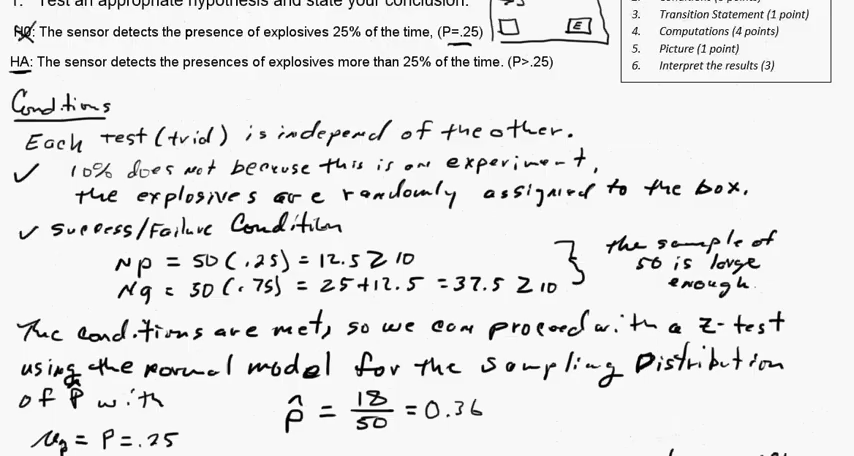 1. Test an appropriate hypothesis and state your conclusion.
H0: The sensor detects the presence of explosives 25% of the time, (P=.25)
HA: The sensor detects the presences of explosives more than 25% of the time. (P>.25)
E
3. Transition Statement (1 point)
4. Computations (4 points)
5. Picture (1 point)
6. Interpret the results (3)
Conditions
Each test (trial) is independ of the other.
✓ 10% does not because this is an experiment,
the explosives are randomly assigned to the box.
✓ Success/Failure Condition
Np = 50(.25) = 12.5 ≥ 10
Nq = 50(.75) = 25+12.5 = 37.5 ≥ 10
the sample of
50 is large
enough.
The conditions are met, so we can proceed with a Z-test
using the normal model for the Sampling Distribution
of p̂ with
p̂ = 18/50 = 0.36
μp̂ = P = .25